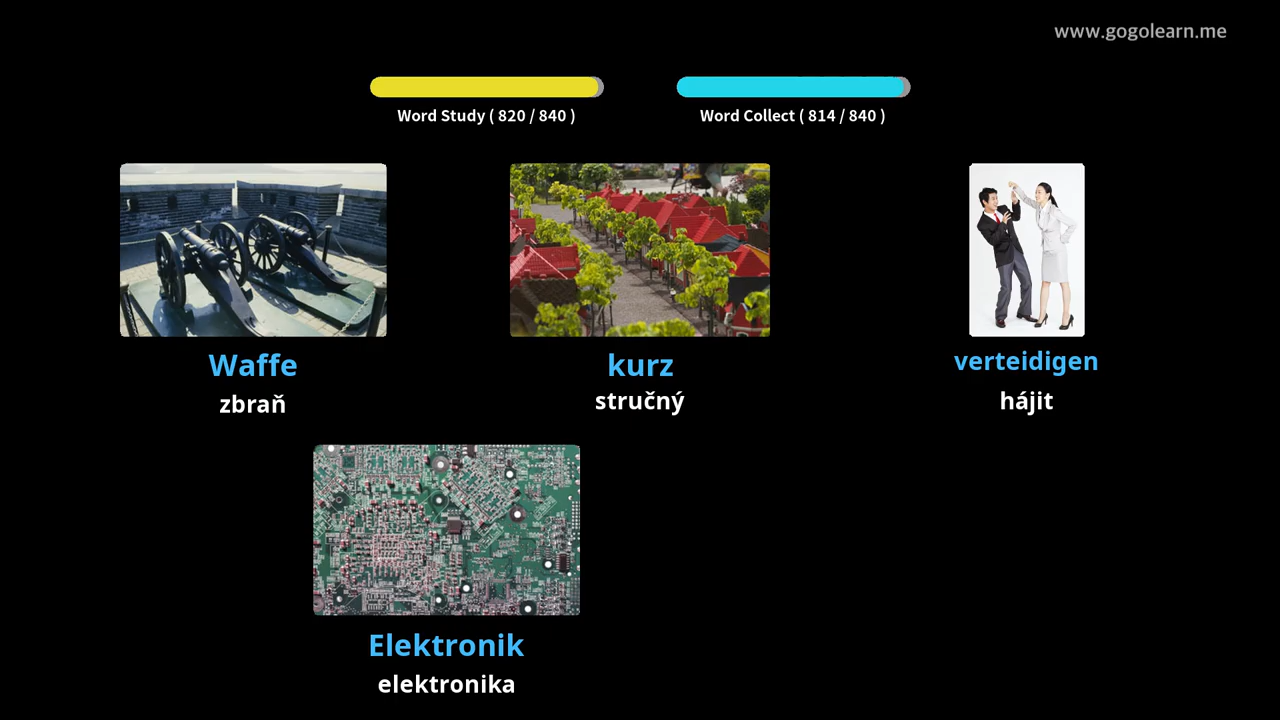 www.gogolearn.me
Word Study ( 820 / 840 )
Word Collect ( 814 / 840 )
Waffe
zbraň
kurz
stručný
verteidigen
hájit
Elektronik
elektronika